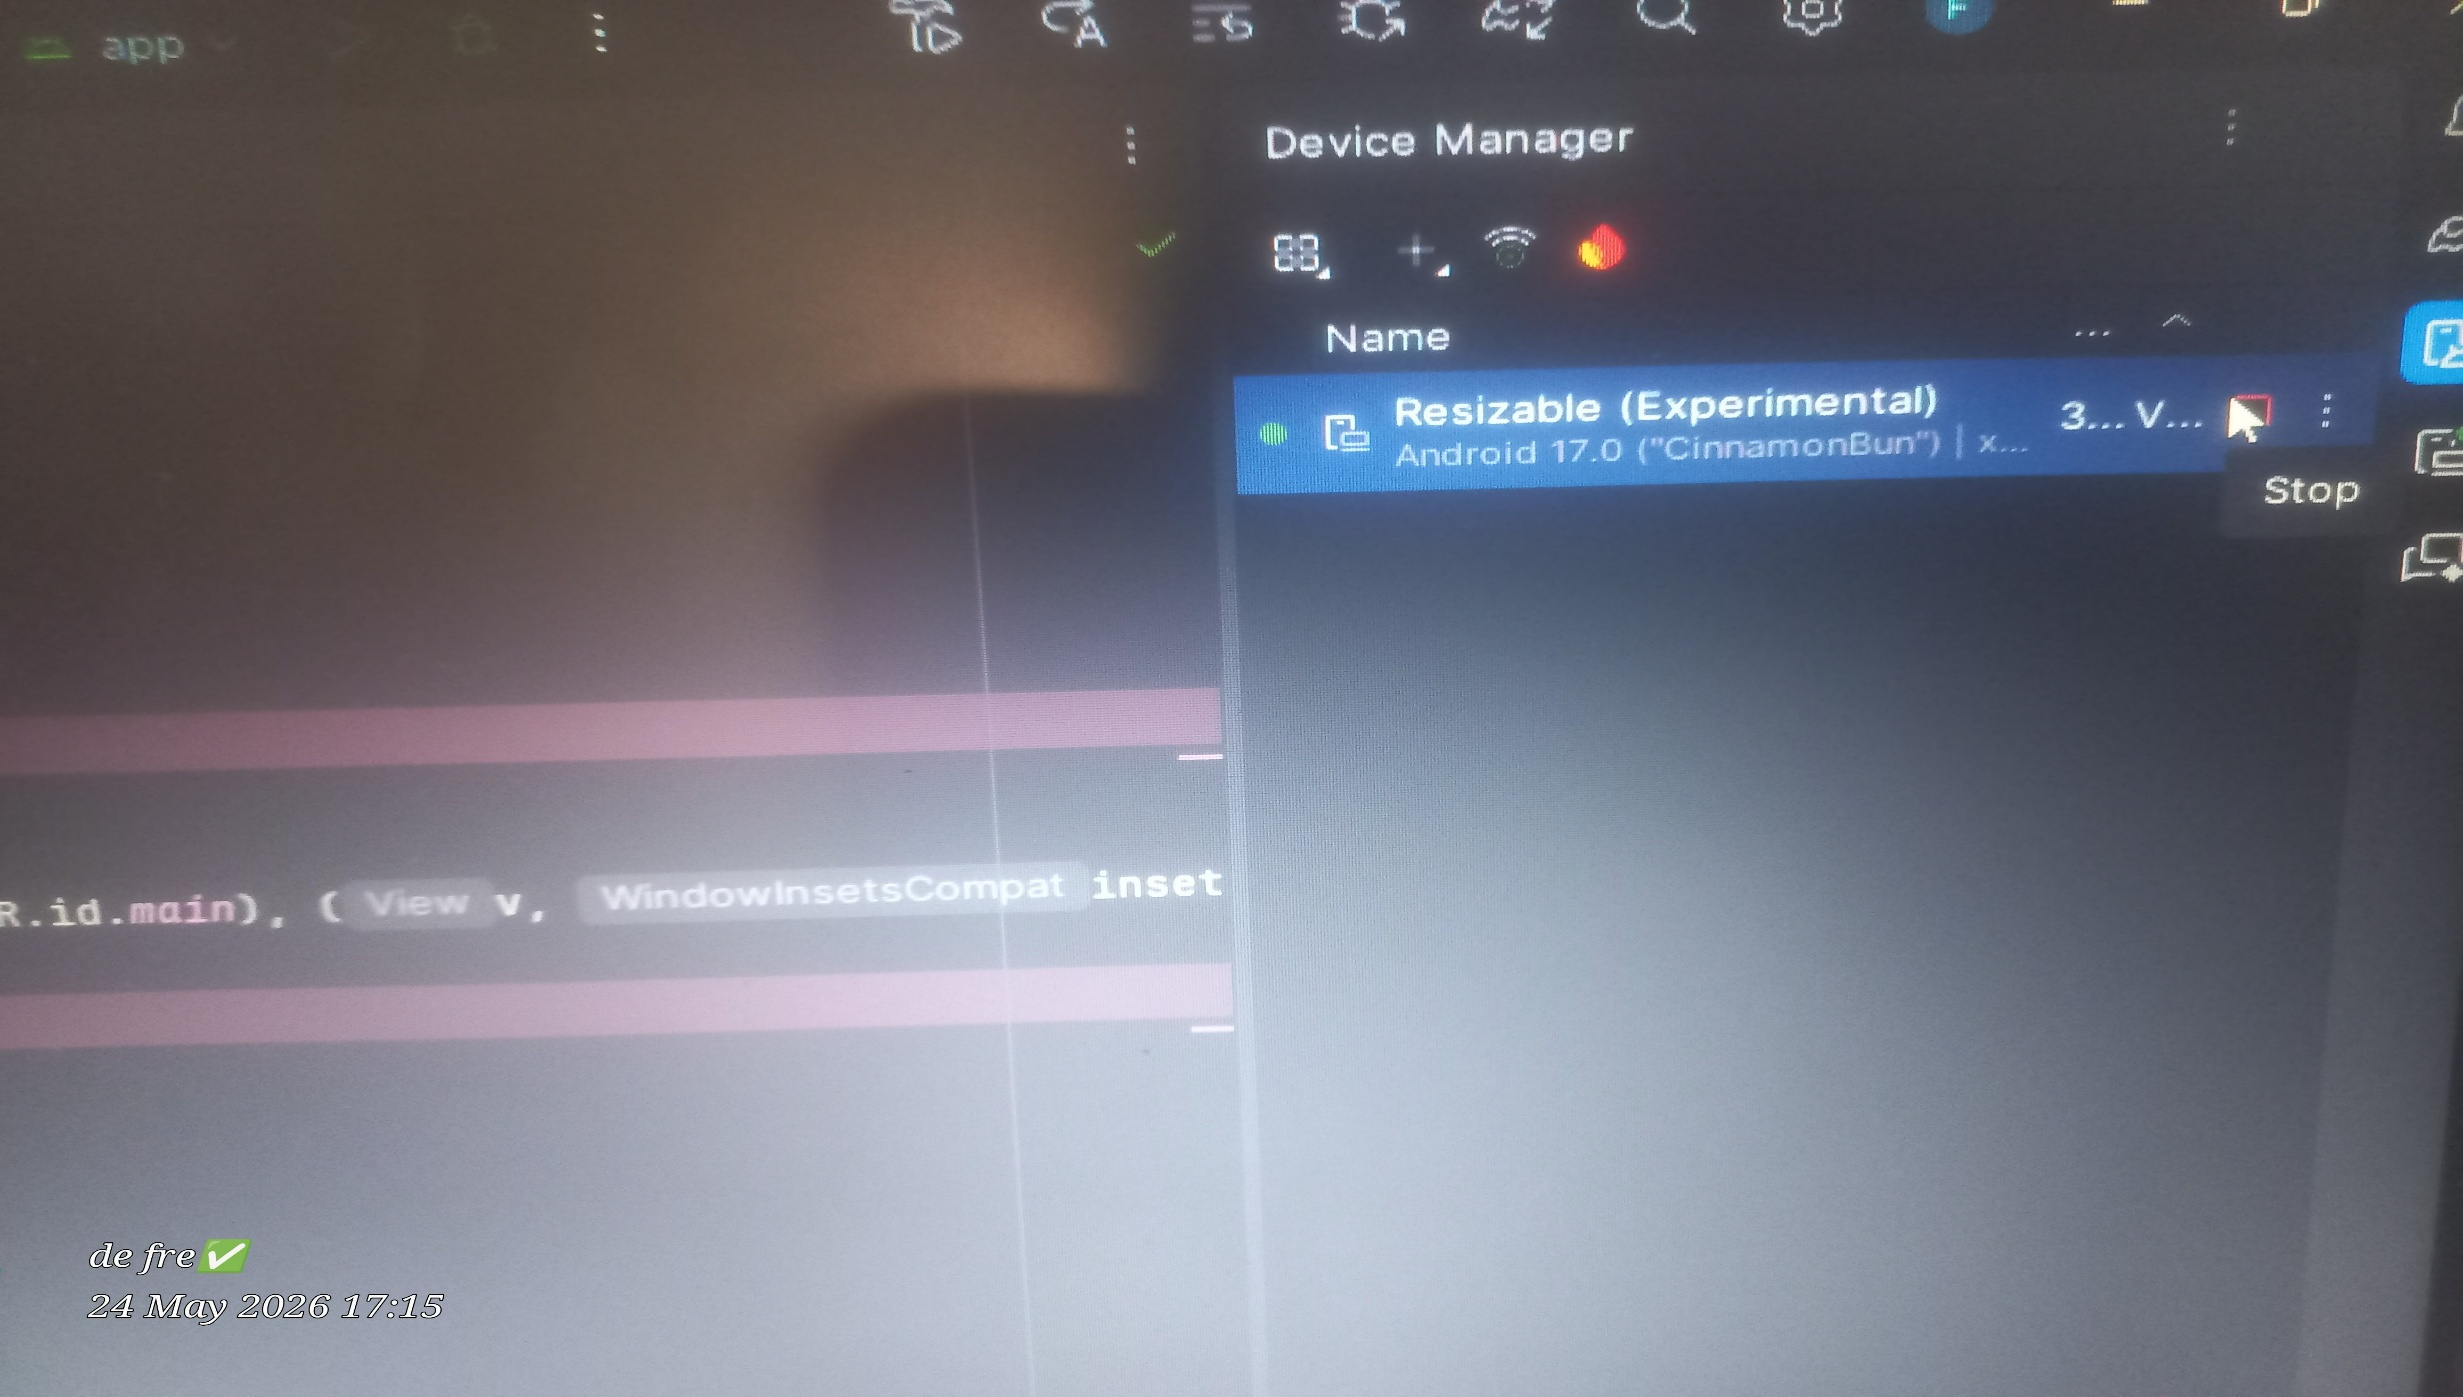 app
Device Manager
Name ...
Resizable (Experimental) 3... V...
Android 17.0 ("CinnamonBun") | x...
Stop
R.id.main), ( View v, WindowInsetsCompat inset
de fre✅
24 May 2026 17:15